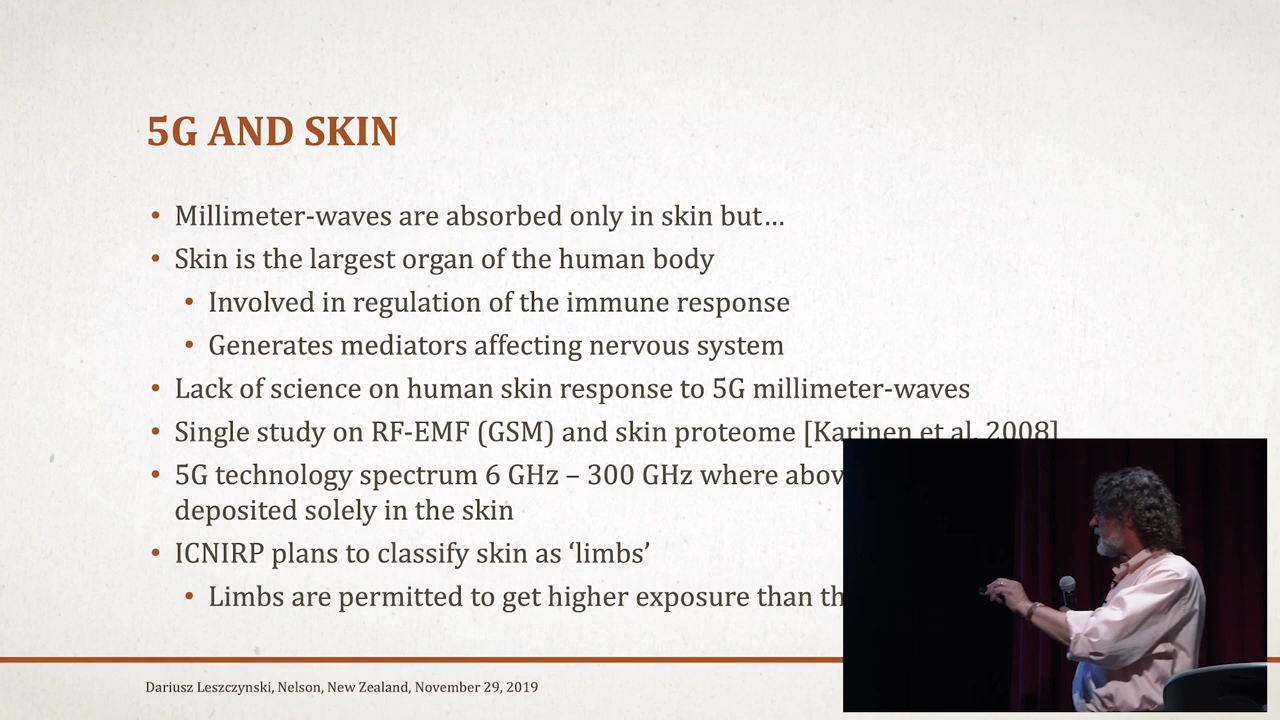 5G AND SKIN
• Millimeter-waves are absorbed only in skin but…
• Skin is the largest organ of the human body
• Involved in regulation of the immune response
• Generates mediators affecting nervous system
• Lack of science on human skin response to 5G millimeter-waves
• Single study on RF-EMF (GSM) and skin proteome [Karinen et al. 2008]
• 5G technology spectrum 6 GHz – 300 GHz where
deposited solely in the skin
• ICNIRP plans to classify skin as ‘limbs’
• Limbs are permitted to get higher exposure than
Dariusz Leszczynski, Nelson, New Zealand, November 29, 2019